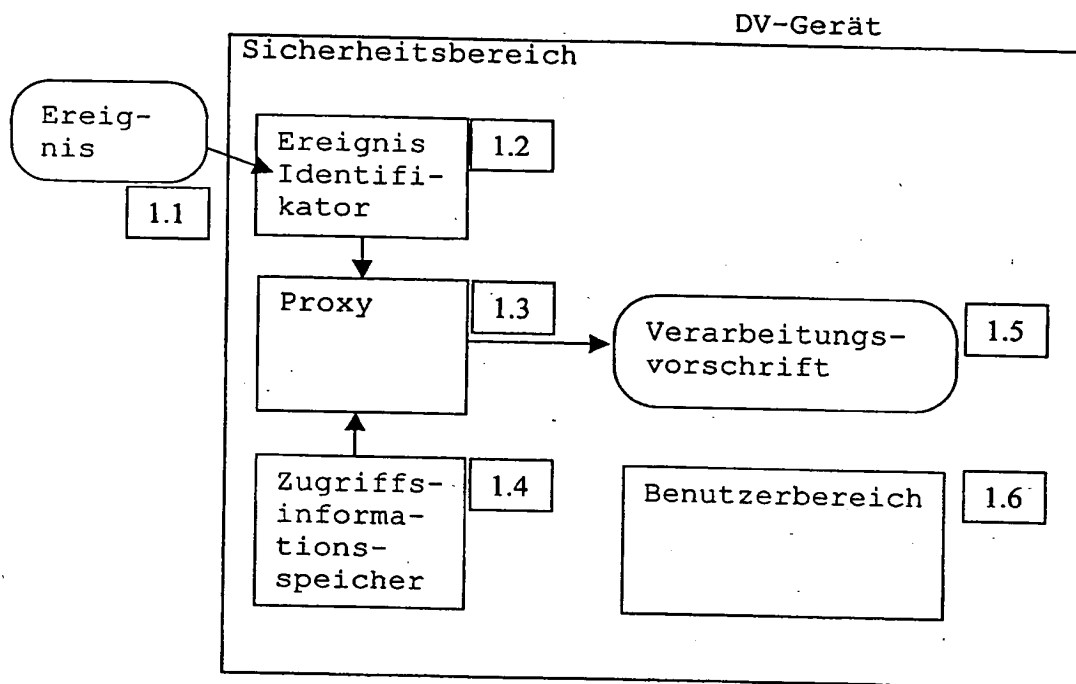 DV-Gerät
Sicherheitsbereich
Ereig-
nis
1.1
Ereignis
Identifi-
kator
1.2
Proxy
1.3
Verarbeitungs-
vorschrift
1.5
Zugriffs-
informa-
tions-
speicher
1.4
Benutzerbereich
1.6